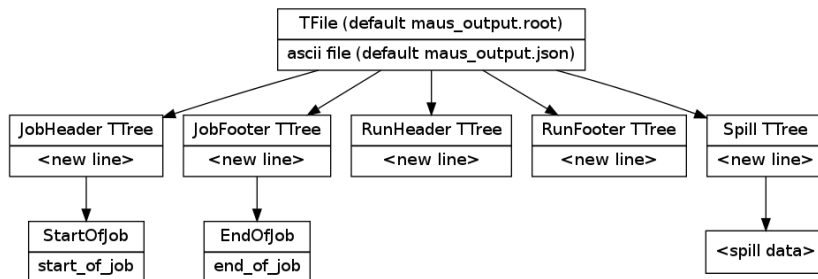 TFile (default maus_output.root)
ascii file (default maus_output.json)
JobHeader TTree
<new line>
JobFooter TTree
<new line>
RunHeader TTree
<new line>
RunFooter TTree
<new line>
Spill TTree
<new line>
StartOfJob
start_of_job
EndOfJob
end_of_job
<spill data>